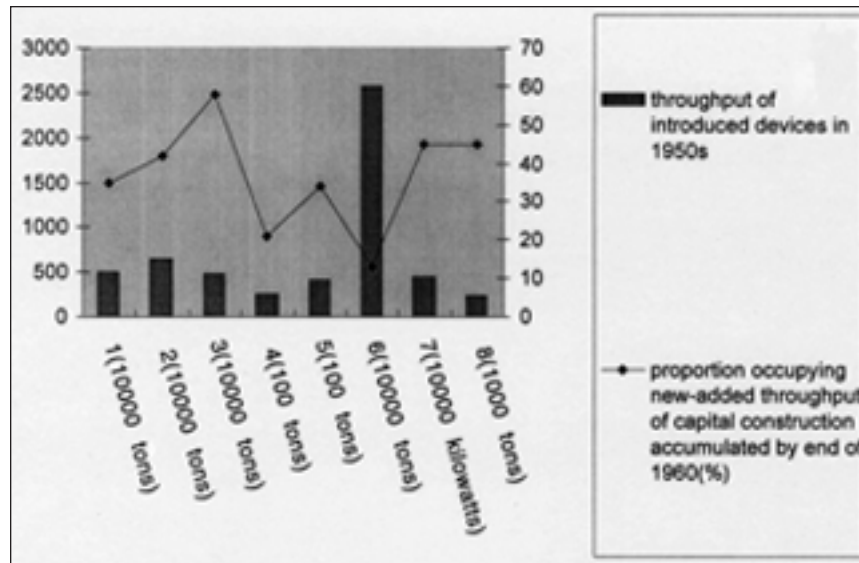 3000
2500
2000
1500
1000
500
0
70
60
50
40
30
20
10
0
1(10000 tons)
2(10000 tons)
3(10000 tons)
4(100 tons)
5(100 tons)
6(10000 tons)
7(10000 kilowatts)
8(1000 tons)
throughput of
introduced devices in
1950s
proportion occupying
new-added throughput
of capital construction
accumulated by end of
1960(%)